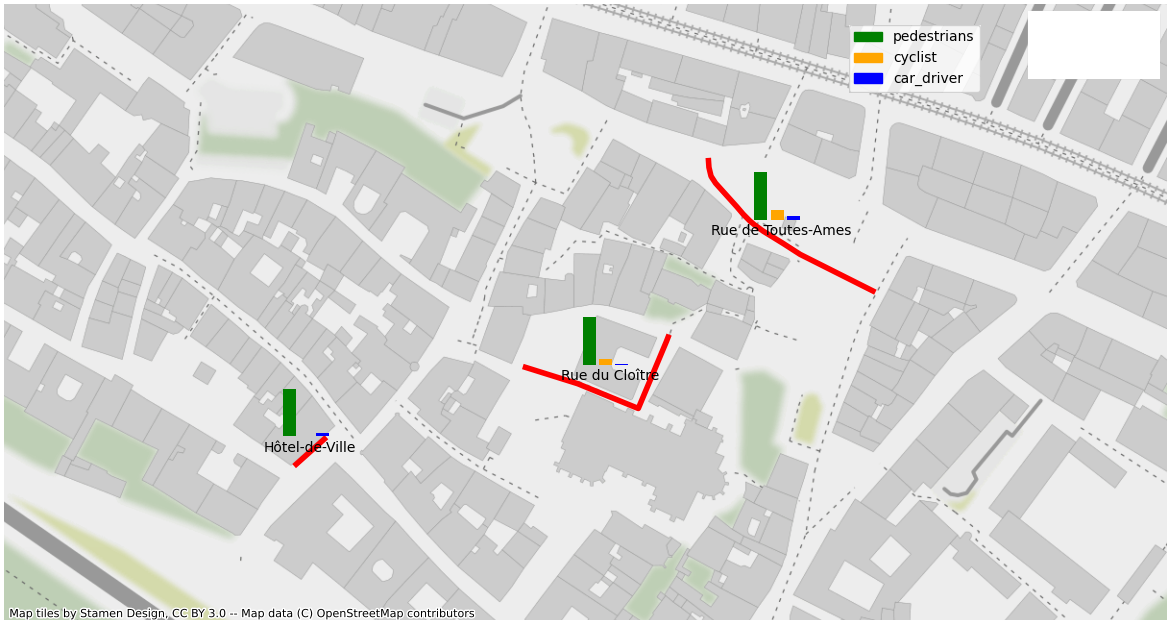 pedestrians
cyclist
car_driver
Rue de Toutes-Ames
Rue du Cloître
Hôtel-de-Ville
Map tiles by Stamen Design, CC BY 3.0 -- Map data (C) OpenStreetMap contributors